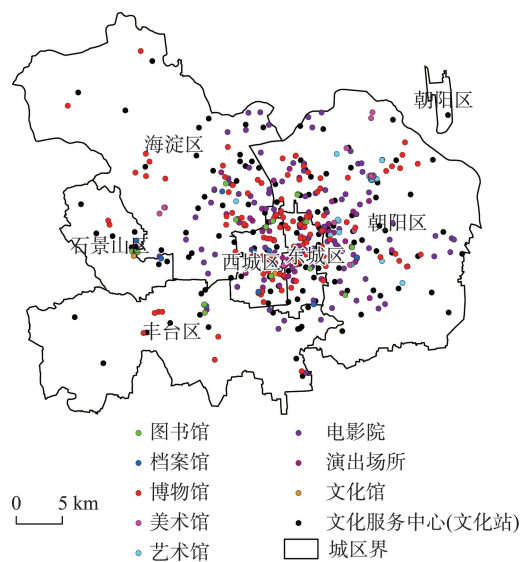 朝阳区
海淀区
朝阳区
石景山区
西城区
东城区
丰台区
图书馆
电影院
档案馆
演出场所
博物馆
文化馆
美术馆
文化服务中心(文化站)
艺术馆
城区界
0 5 km